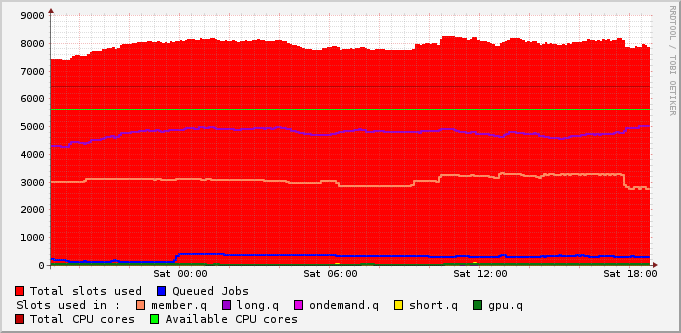 9000
8000
7000
6000
5000
4000
3000
2000
1000
0
Sat 00:00 Sat 06:00 Sat 12:00 Sat 18:00
Total slots used Queued Jobs
Slots used in : member.q long.q ondemand.q short.q gpu.q
Total CPU cores Available CPU cores
RRDTOOL / TOBI OETIKER